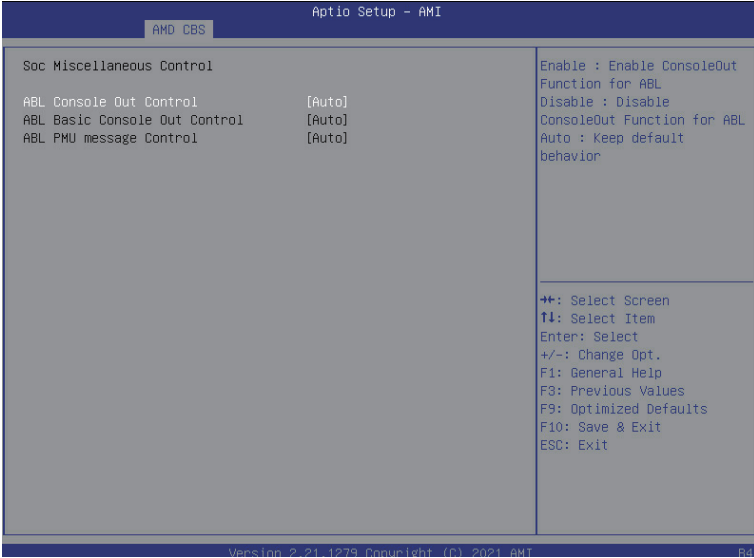 Aptio Setup – AMI
AMD CBS
Soc Miscellaneous Control
ABL Console Out Control [Auto]
ABL Basic Console Out Control [Auto]
ABL PMU message Control [Auto]
Enable : Enable ConsoleOut
Function for ABL
Disable : Disable
ConsoleOut Function for ABL
Auto : Keep default
behavior
→←: Select Screen
↑↓: Select Item
Enter: Select
+/-: Change Opt.
F1: General Help
F3: Previous Values
F9: Optimized Defaults
F10: Save & Exit
ESC: Exit
Version 2.21.1279 Copyright (C) 2021 AMI
B4